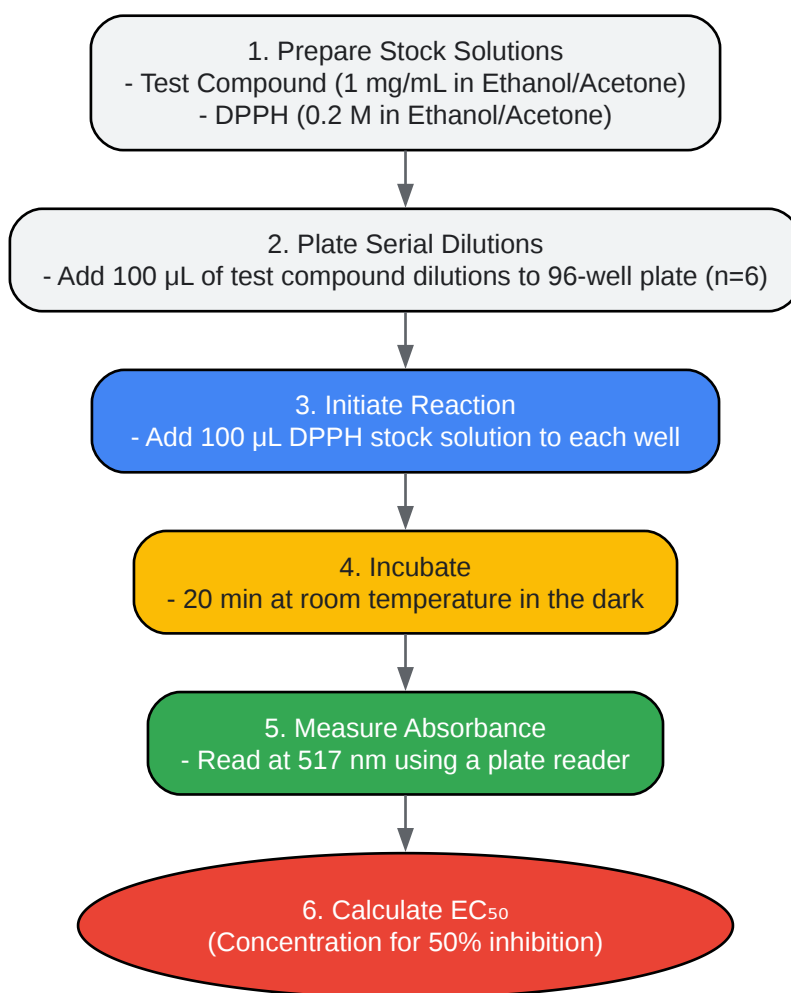 1. Prepare Stock Solutions
- Test Compound (1 mg/mL in Ethanol/Acetone)
- DPPH (0.2 M in Ethanol/Acetone)
2. Plate Serial Dilutions
- Add 100 µL of test compound dilutions to 96-well plate (n=6)
3. Initiate Reaction
- Add 100 µL DPPH stock solution to each well
4. Incubate
- 20 min at room temperature in the dark
5. Measure Absorbance
- Read at 517 nm using a plate reader
6. Calculate EC₅₀
(Concentration for 50% inhibition)